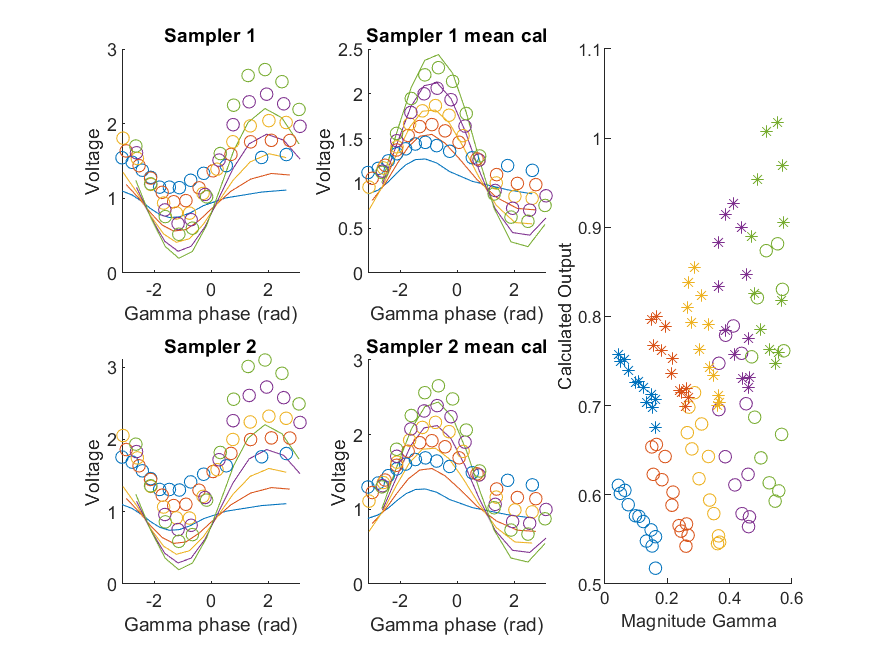 Sampler 1
3
2
1
0
Voltage
-2 0 2
Gamma phase (rad)
Sampler 1 mean cal
2.5
2
1.5
1
0.5
0
Voltage
-2 0 2
Gamma phase (rad)
Sampler 2
3
2
1
0
Voltage
-2 0 2
Gamma phase (rad)
Sampler 2 mean cal
3
2
1
0
Voltage
-2 0 2
Gamma phase (rad)
1.1
1
0.9
0.8
0.7
0.6
0.5
Calculated Output
0 0.2 0.4 0.6
Magnitude Gamma